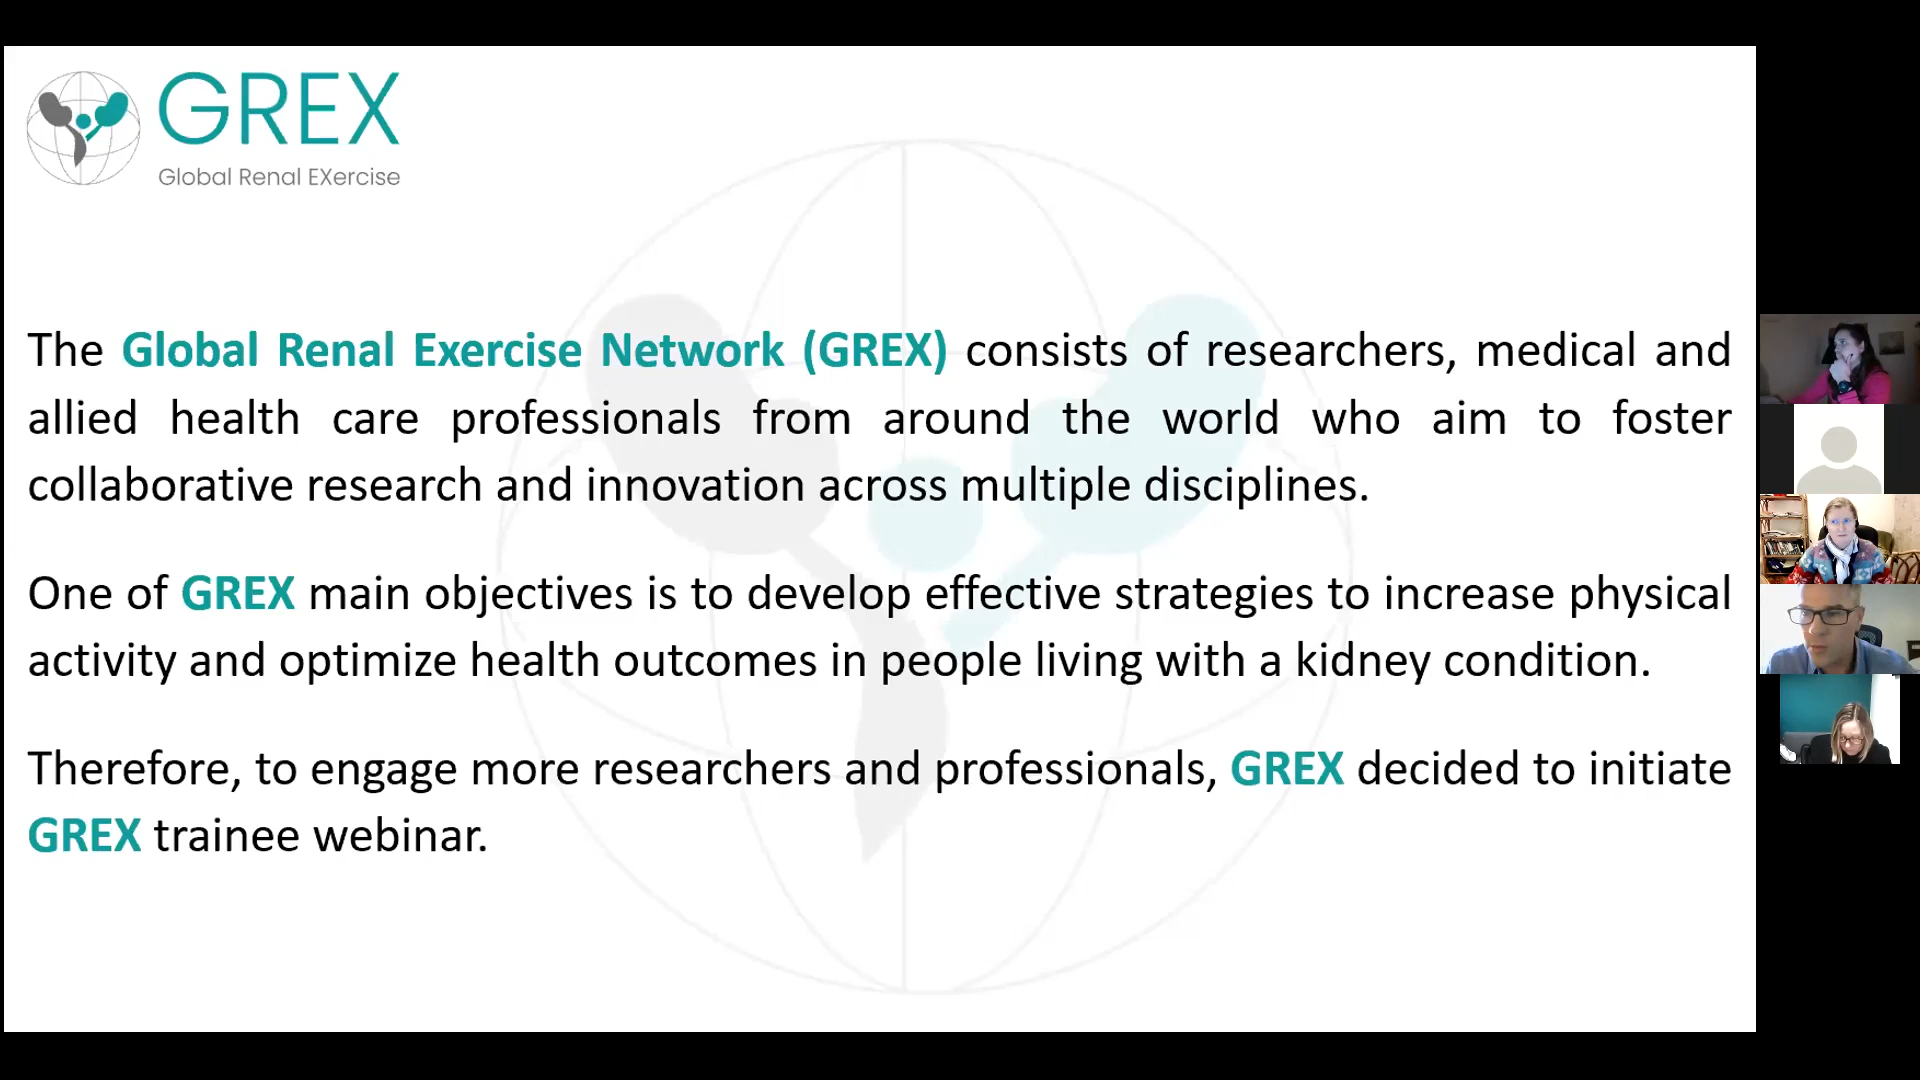 GREX
Global Renal EXercise
The Global Renal Exercise Network (GREX) consists of researchers, medical and
allied health care professionals from around the world who aim to foster
collaborative research and innovation across multiple disciplines.
One of GREX main objectives is to develop effective strategies to increase physical
activity and optimize health outcomes in people living with a kidney condition.
Therefore, to engage more researchers and professionals, GREX decided to initiate
GREX trainee webinar.